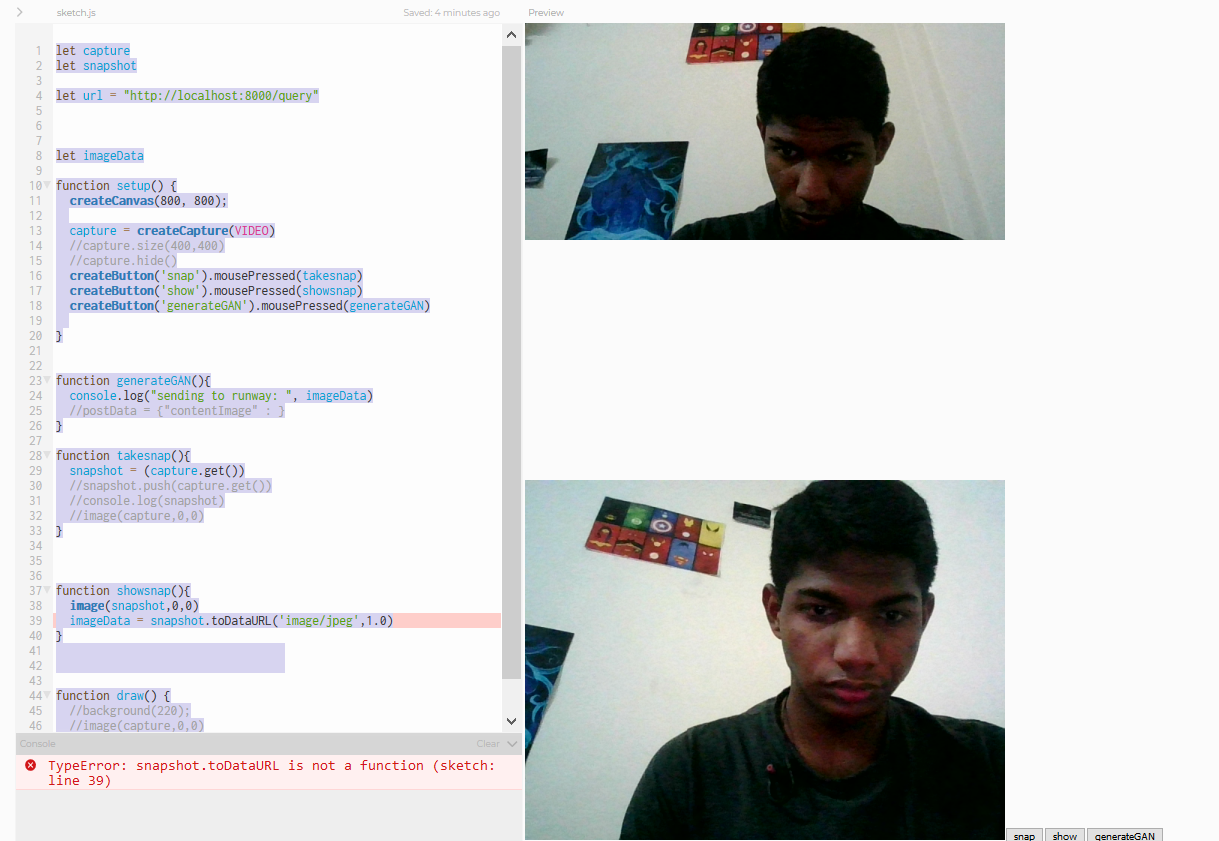 sketch.js
Saved: 4 minutes ago
Preview
1 let capture
2 let snapshot
3
4 let url = "http://localhost:8000/query"
5
6
7
8 let imageData
9
10 function setup() {
11 createCanvas(800, 800);
12
13 capture = createCapture(VIDEO)
14 //capture.size(400,400)
15 //capture.hide()
16 createButton('snap').mousePressed(takesnap)
17 createButton('show').mousePressed(showsnap)
18 createButton('generateGAN').mousePressed(generateGAN)
19
20 }
21
22
23 function generateGAN(){
24 console.log("sending to runway: ", imageData)
25 //postData = {"contentImage" : }
26 }
27
28 function takesnap(){
29 snapshot = (capture.get())
30 //snapshot.push(capture.get())
31 //console.log(snapshot)
32 //image(capture,0,0)
33 }
34
35
36
37 function showsnap(){
38 image(snapshot,0,0)
39 imageData = snapshot.toDataURL('image/jpeg',1.0)
40 }
41
42
43
44 function draw() {
45 //background(220);
46 //image(capture,0,0)
Console
Clear
TypeError: snapshot.toDataURL is not a function (sketch:
line 39)
snap
show
generateGAN